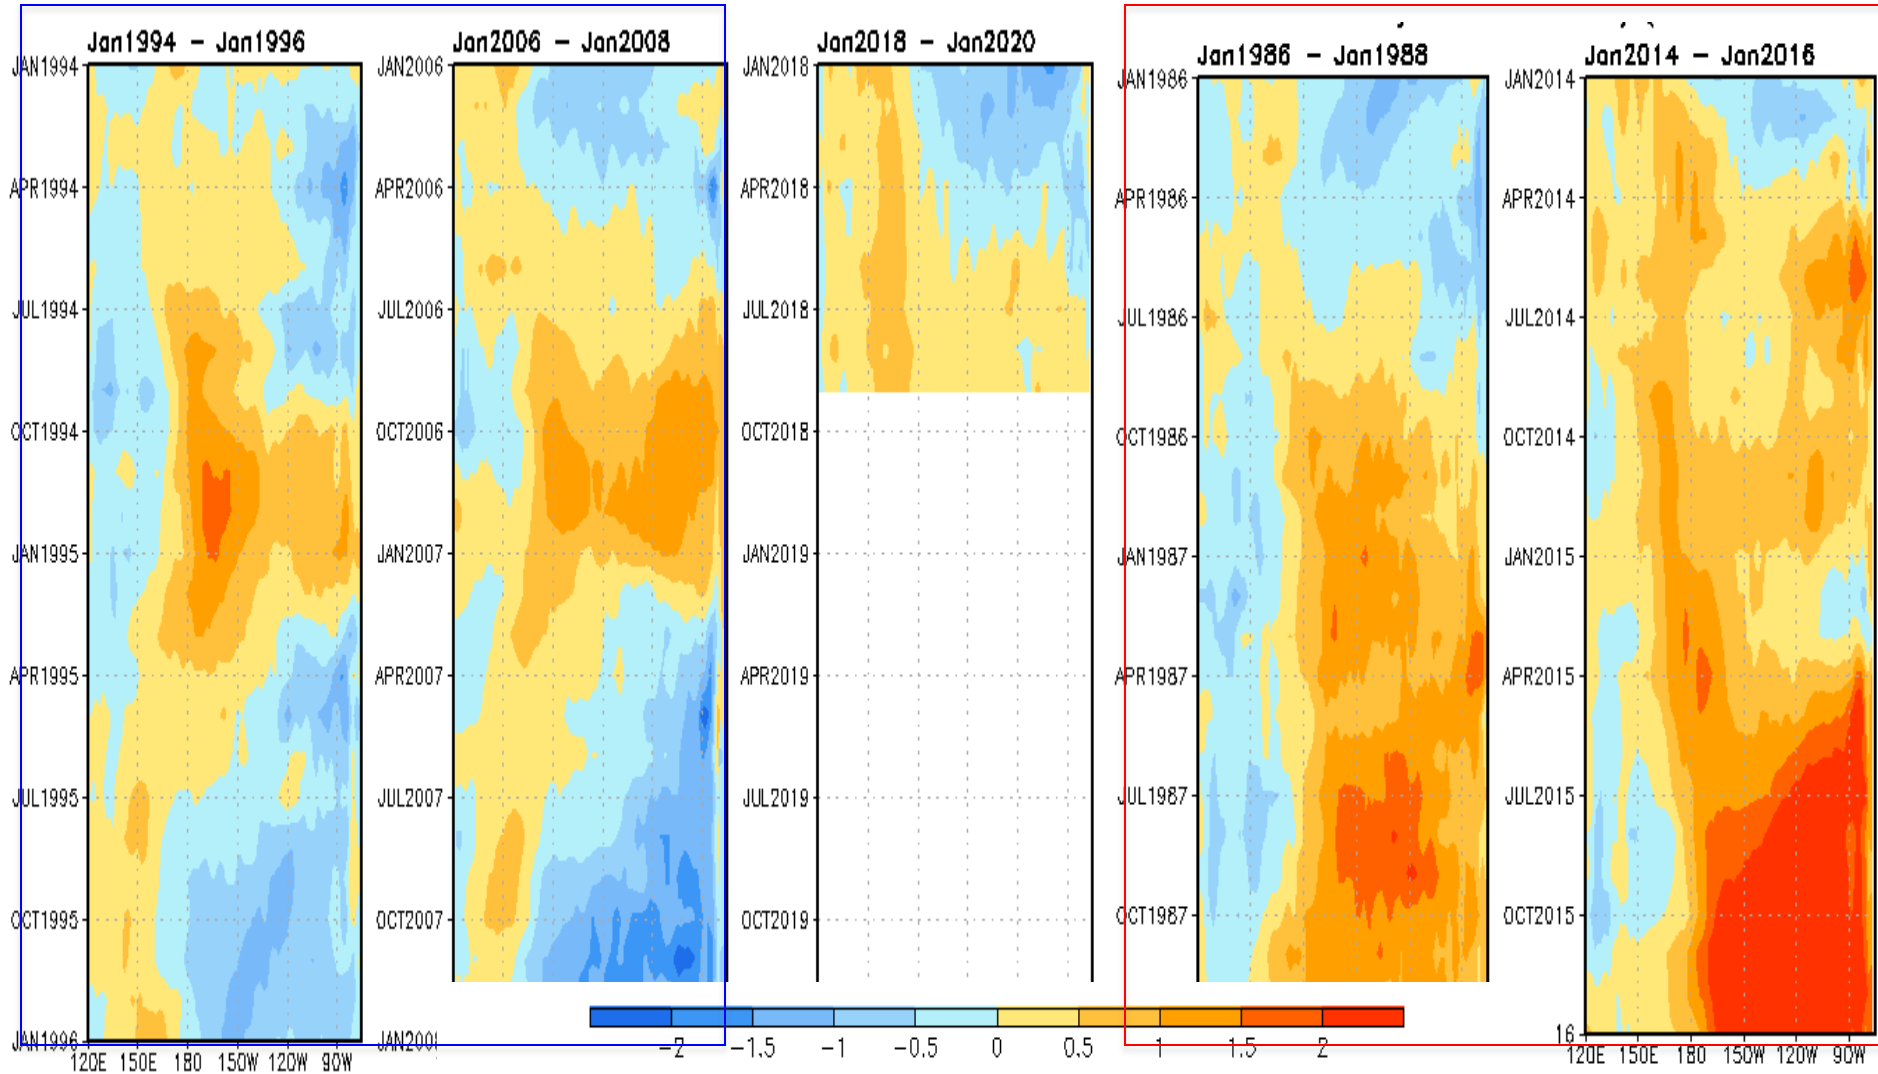 Jan1994 – Jan1996
JAN1994
APR1994
JUL1994
OCT1994
JAN1995
APR1995
JUL1995
OCT1995
JAN1996
120E 150E 180 150W 120W 90W
Jan2006 – Jan2008
JAN2006
APR2006
JUL2006
OCT2006
JAN2007
APR2007
JUL2007
OCT2007
Jan2018 – Jan2020
JAN2018
APR2018
JUL2018
OCT2018
JAN2019
APR2019
JUL2019
OCT2019
Jan1986 – Jan1988
JAN1986
APR1986
JUL1986
OCT1986
JAN1987
APR1987
JUL1987
OCT1987
Jan2014 – Jan2016
JAN2014
APR2014
JUL2014
OCT2014
JAN2015
APR2015
JUL2015
OCT2015
16
120E 150E 180 150W 120W 90W
-2 -1.5 -1 -0.5 0 0.5 1 1.5 2